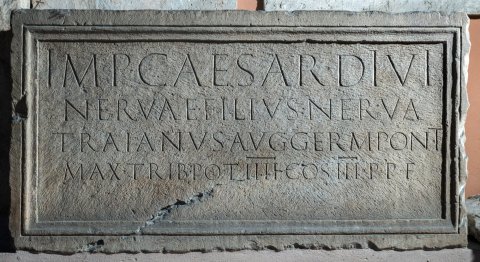 IMP·CAESAR·DIVI
NERVAE·FILIVS·NERVA
TRAIANVS·AVG·GERM·PONT
MAX·TRIB·POT·IIII·COS·III·P·P·F